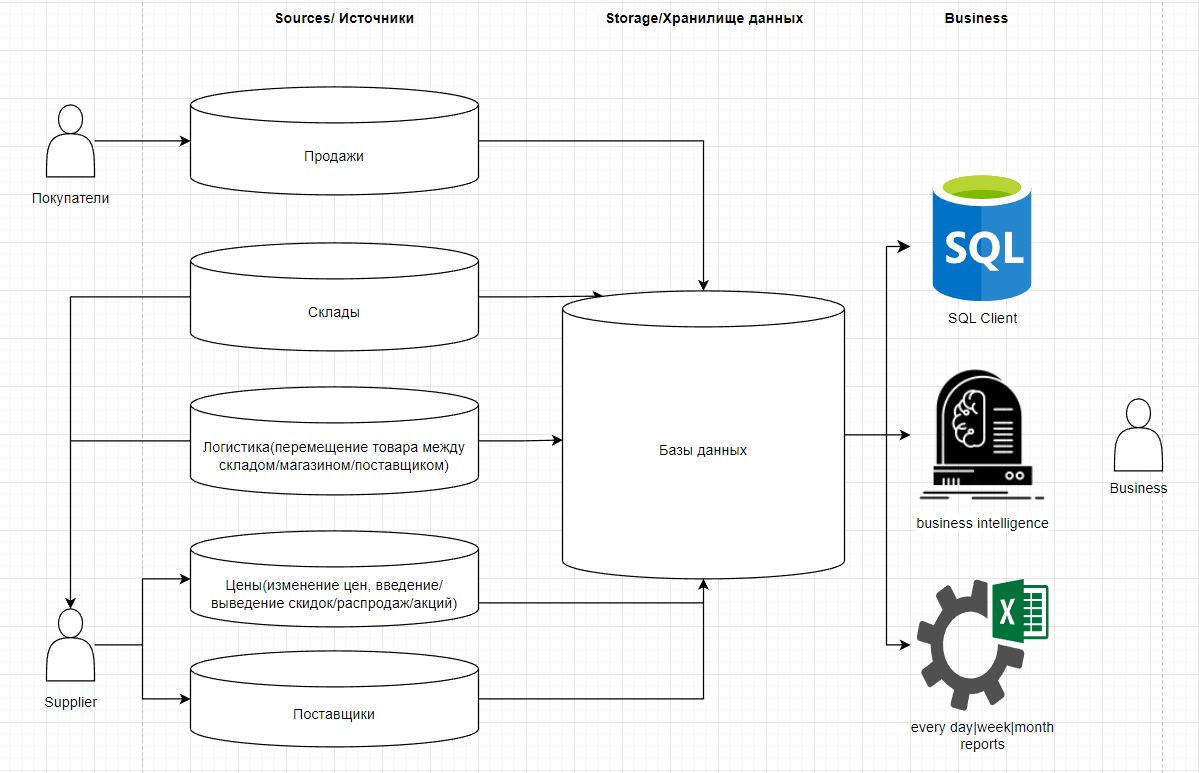 Sources/ Источники
Storage/Хранилище данных
Business
Покупатели
Продажи
Склады
Логистика(перемещение товара между
складом/магазином/поставщиком)
Цены(изменение цен, введение/
выведение скидок/распродаж/акций)
Supplier
Поставщики
Базы данных
SQL
SQL Client
business intelligence
X
every day|week|month
reports
Business